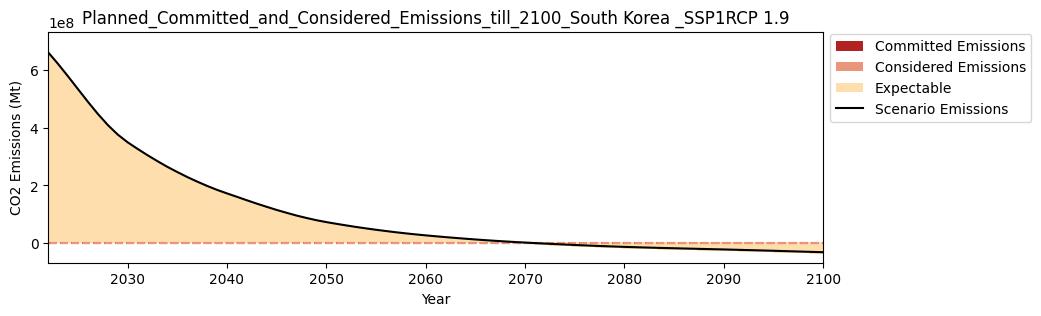 Planned_Committed_and_Considered_Emissions_till_2100_South Korea _SSP1RCP 1.9
1e8
6
4
2
0
CO2 Emissions (Mt)
2030 2040 2050 2060 2070 2080 2090 2100
Year
Committed Emissions
Considered Emissions
Expectable
Scenario Emissions